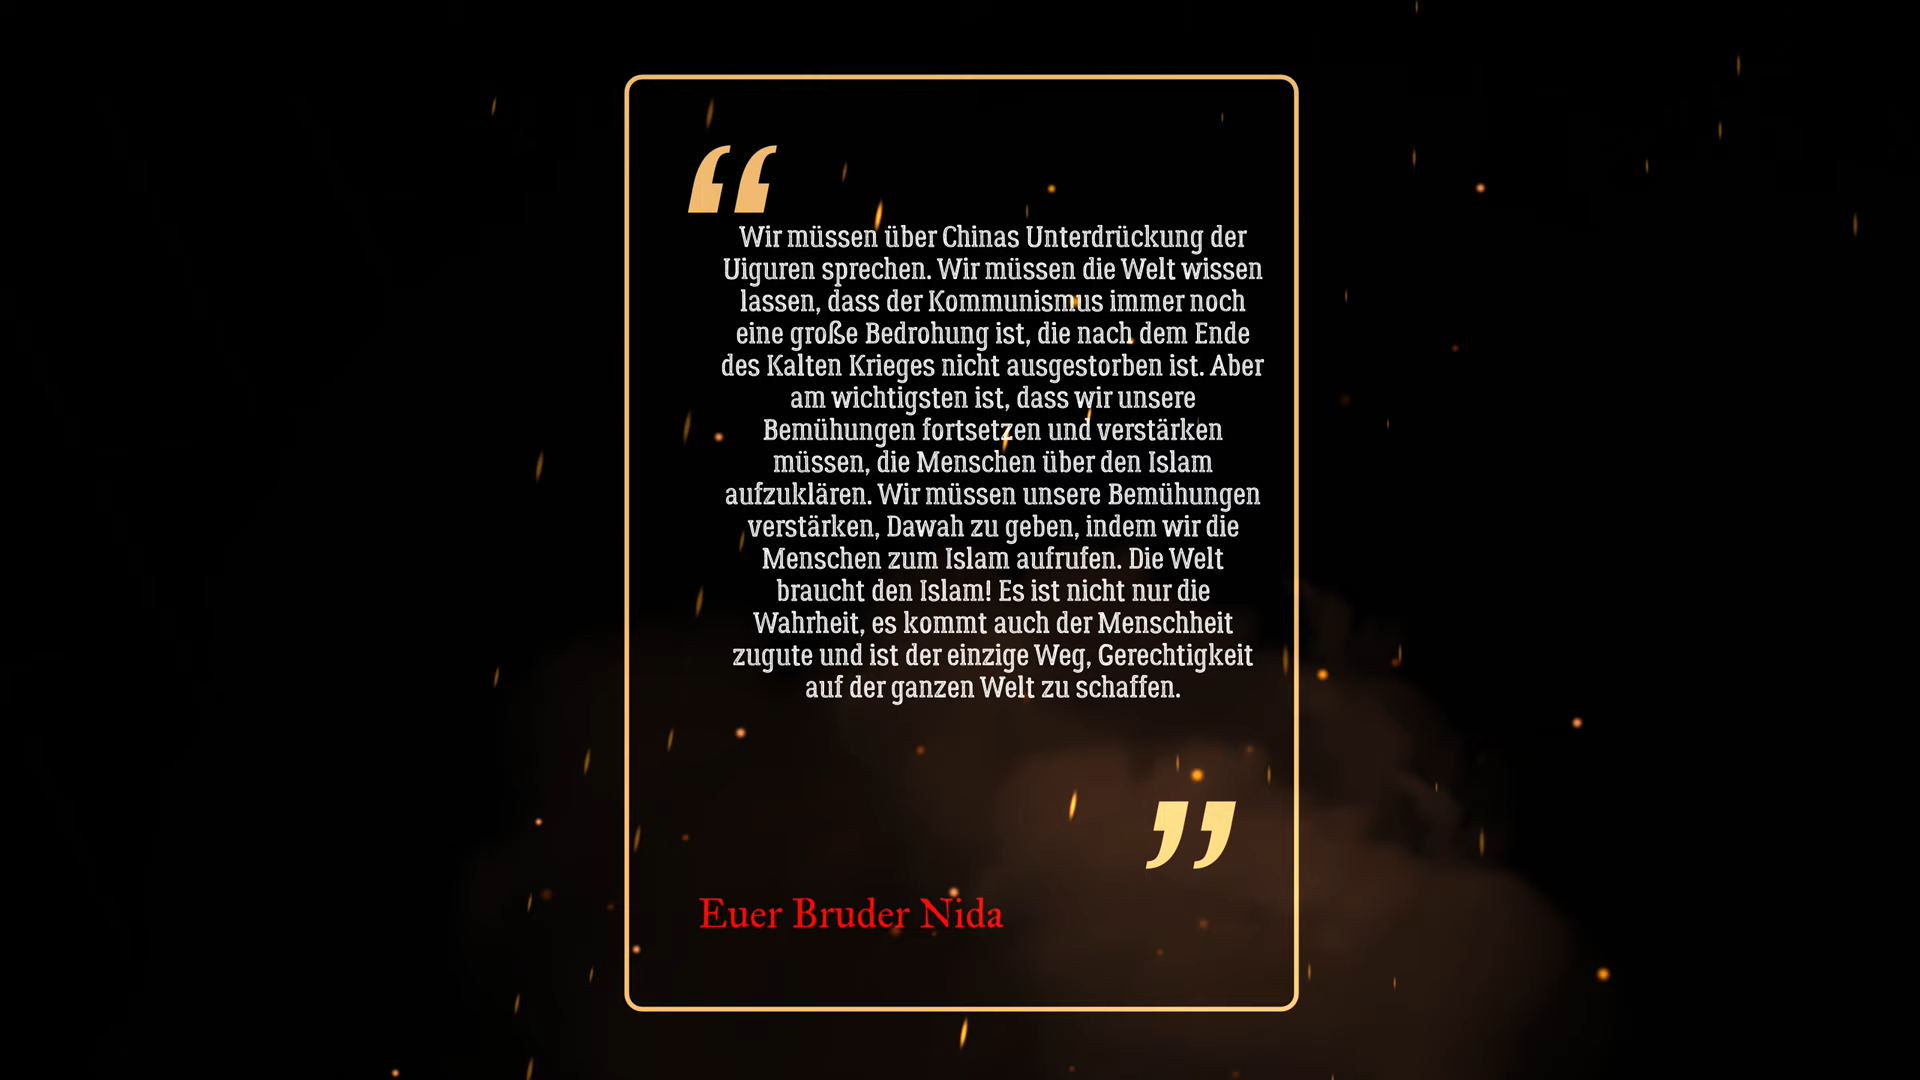 “
Wir müssen über Chinas Unterdrückung der
Uiguren sprechen. Wir müssen die Welt wissen
lassen, dass der Kommunismus immer noch
eine große Bedrohung ist, die nach dem Ende
des Kalten Krieges nicht ausgestorben ist. Aber
am wichtigsten ist, dass wir unsere
Bemühungen fortsetzen und verstärken
müssen, die Menschen über den Islam
aufzuklären. Wir müssen unsere Bemühungen
verstärken, Dawah zu geben, indem wir die
Menschen zum Islam aufrufen. Die Welt
braucht den Islam! Es ist nicht nur die
Wahrheit, es kommt auch der Menschheit
zugute und ist der einzige Weg, Gerechtigkeit
auf der ganzen Welt zu schaffen.
”
Euer Bruder Nida